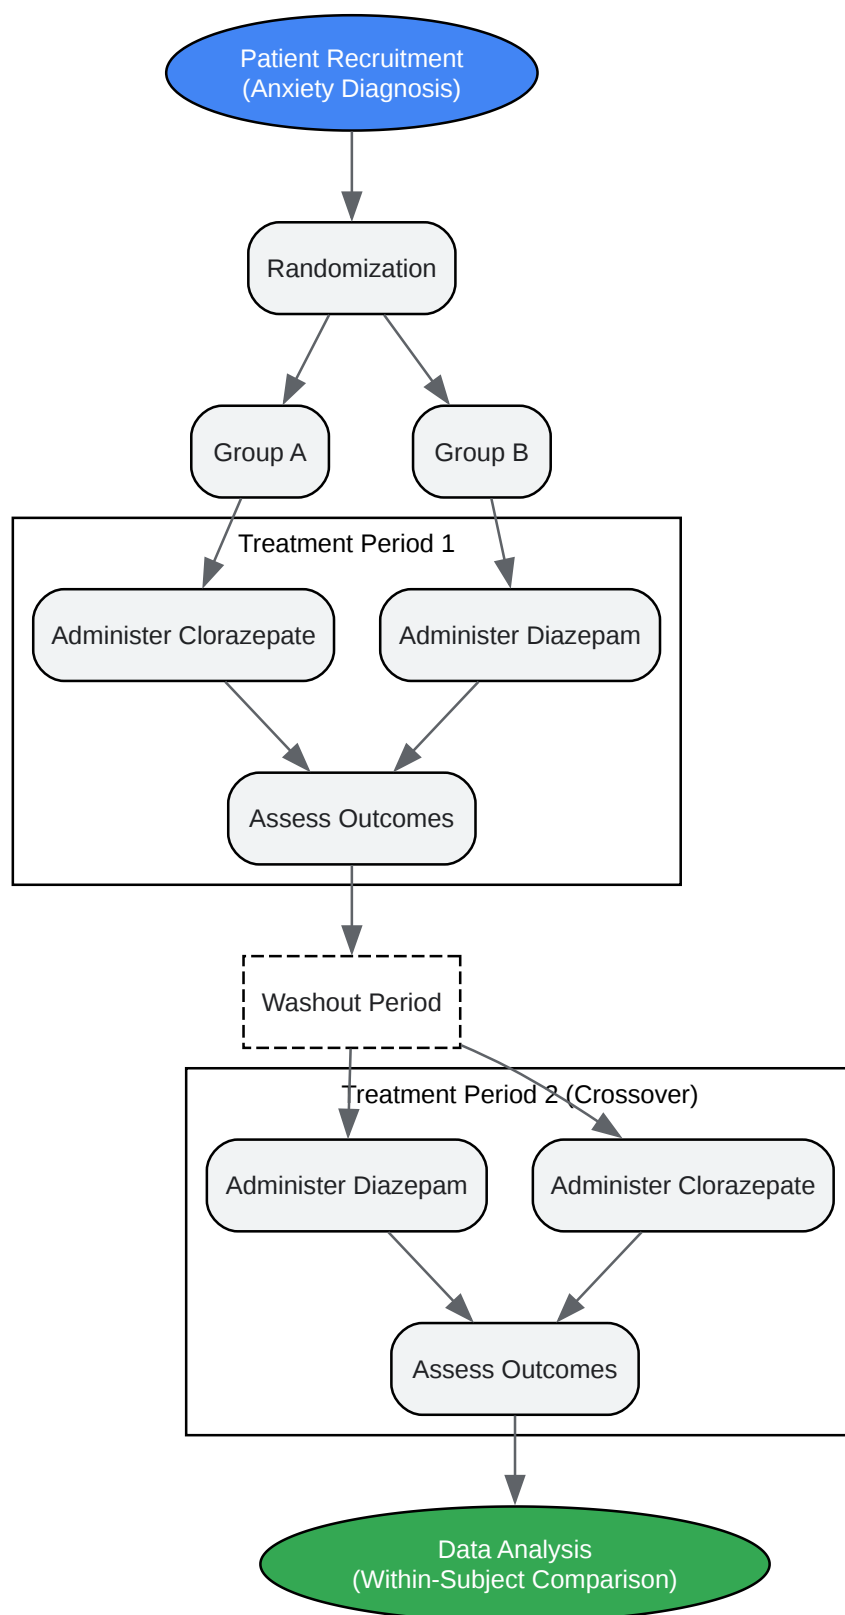 Patient Recruitment
(Anxiety Diagnosis)
Randomization
Group A
Group B
Treatment Period 1
Administer Clorazepate
Administer Diazepam
Assess Outcomes
Washout Period
Treatment Period 2 (Crossover)
Administer Diazepam
Administer Clorazepate
Assess Outcomes
Data Analysis
(Within-Subject Comparison)